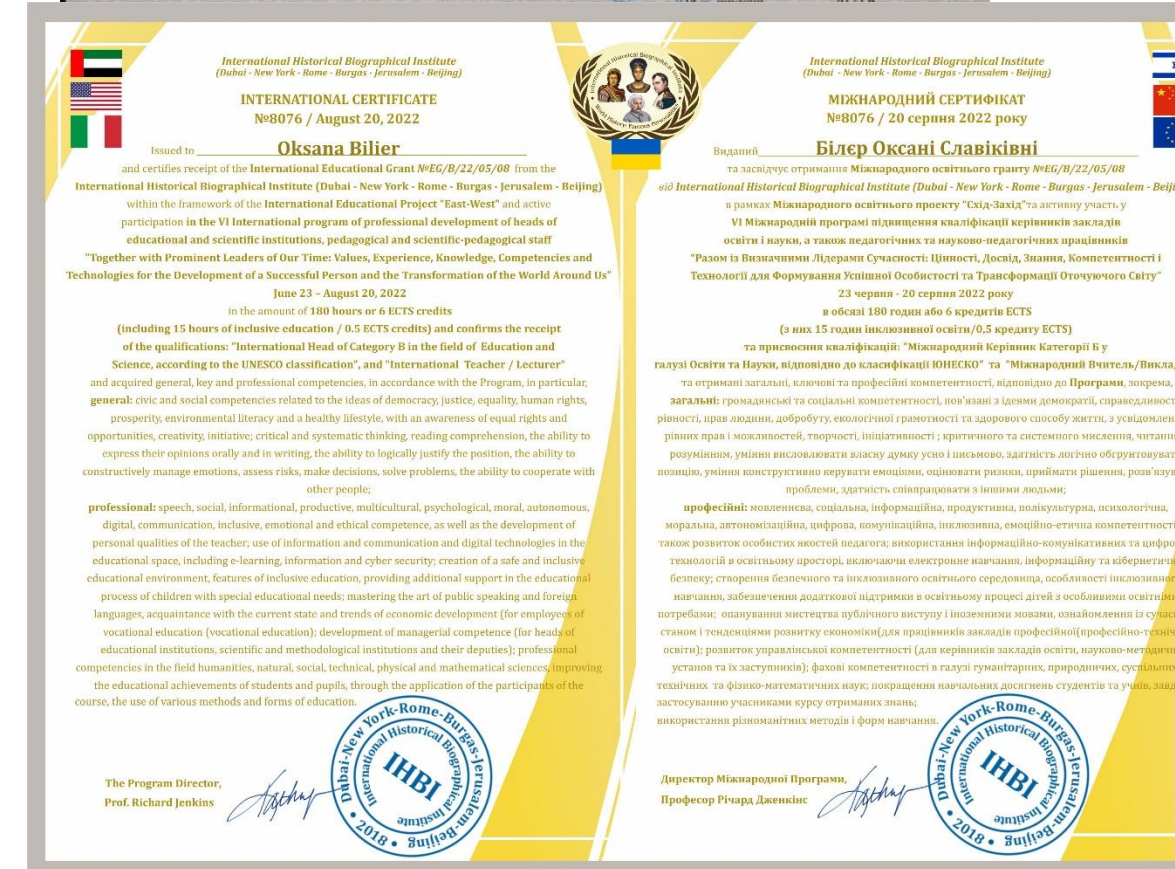 International Historical Biographical Institute
(Dubai - New York - Rome - Burgas - Jerusalem - Beijing)
INTERNATIONAL CERTIFICATE
№8076 / August 20, 2022
Issued to Oksana Bilier
and certifies receipt of the International Educational Grant №EG/B/22/05/08 from the
International Historical Biographical Institute (Dubai - New York - Rome - Burgas - Jerusalem - Beijing)
within the framework of the International Educational Project "East-West" and active
participation in the VI International program of professional development of heads of
educational and scientific institutions, pedagogical and scientific-pedagogical staff
"Together with Prominent Leaders of Our Time: Values, Experience, Knowledge, Competencies and
Technologies for the Development of a Successful Person and the Transformation of the World Around Us"
June 23 – August 20, 2022
in the amount of 180 hours or 6 ECTS credits
(including 15 hours of inclusive education / 0.5 ECTS credits) and confirms the receipt
of the qualifications: "International Head of Category B in the field of Education and
Science, according to the UNESCO classification", and "International Teacher / Lecturer"
and acquired general, key and professional competencies, in accordance with the Program, in particular,
general: civic and social competencies related to the ideas of democracy, justice, equality, human rights,
prosperity, environmental literacy and a healthy lifestyle, with an awareness of equal rights and
opportunities, creativity, initiative; critical and systematic thinking, reading comprehension, the ability to
express their opinions orally and in writing, the ability to logically justify the position, the ability to
constructively manage emotions, assess risks, make decisions, solve problems, the ability to cooperate with
other people;
professional: speech, social, informational, productive, multicultural, psychological, moral, autonomous,
digital, communication, inclusive, emotional and ethical competence, as well as the development of
personal qualities of the teacher; use of information and communication and digital technologies in the
educational space, including e-learning, information and cyber security; creation of a safe and inclusive
educational environment, features of inclusive education, providing additional support in the educational
process of children with special educational needs; mastering the art of public speaking and foreign
languages, acquaintance with the current state and trends of economic development (for employees of
vocational education (vocational education); development of managerial competence (for heads of
educational institutions, scientific and methodological institutions and their deputies); professional
competencies in the field humanities, natural, social, technical, physical and mathematical sciences, improving
the educational achievements of students and pupils, through the application of the participants of the
course, the use of various methods and forms of education.
The Program Director,
Prof. Richard Jenkins
Dubai-New York-Rome-Burgas-Jerusalem-Beijing
International Historical Biographical Institute
IHBI
2018
International Historical Biographical Institute
(Dubai - New York - Rome - Burgas - Jerusalem - Beijing)
МІЖНАРОДНИЙ СЕРТИФІКАТ
№8076 / 20 серпня 2022 року
Виданий Білєр Оксані Славіківні
та засвідчує отримання Міжнародного освітнього гранту №EG/B/22/05/08
від International Historical Biographical Institute (Dubai - New York - Rome - Burgas - Jerusalem - Beiji
в рамках Міжнародного освітнього проекту "Схід-Захід"та активну участь у
VI Міжнародній програмі підвищення кваліфікації керівників закладів
освіти і науки, а також педагогічних та науково-педагогічних працівників
"Разом із Визначними Лідерами Сучасності: Цінності, Досвід, Знання, Компетентності і
Технології для Формування Успішної Особистості та Трансформації Оточуючого Світу"
23 червня - 20 серпня 2022 року
в обсязі 180 годин або 6 кредитів ECTS
(з них 15 годин інклюзивної освіти/0,5 кредиту ECTS)
та присвоєння кваліфікацій: "Міжнародний Керівник Категорії Б у
галузі Освіти та Науки, відповідно до класифікації ЮНЕСКО" та "Міжнародний Вчитель/Викла
та отримані загальні, ключові та професійні компетентності, відповідно до Програми, зокрема,
загальні: громадянські та соціальні компетентності, пов'язані з ідеями демократії, справедливост
рівності, прав людини, добробуту, екологічної грамотності та здорового способу життя, з усвідомлен
рівних прав і можливостей, творчості, ініціативності ; критичного та системного мислення, читанн
розумінням, уміння висловлювати власну думку усно і письмово, здатність логічно обгрунтовуват
позицію, уміння конструктивно керувати емоціями, оцінювати ризики, приймати рішення, розв'язув
проблеми, здатність співпрацювати з іншими людьми;
професійні: мовленнєва, соціальна, інформаційна, продуктивна, полікультурна, психологічна,
моральна, автономізаційна, цифрова, комунікаційна, інклюзивна, емоційно-етична компетентності
також розвиток особистих якостей педагога; використання інформаційно-комунікативних та цифро
технологій в освітньому просторі, включаючи електронне навчання, інформаційну та кібернетичн
безпеку; створення безпечного та інклюзивного освітнього середовища, особливості інклюзивног
навчання, забезпечення додаткової підтримки в освітньому процесі дітей з особливими освітнім
потребами; опанування мистецтва публічного виступу і іноземними мовами, ознайомлення із сучас
станом і тенденціями розвитку економіки(для працівників закладів професійної(професійно-техніч
освіти); розвиток управлінської компетентності (для керівників закладів освіти, науково-методичн
установ та їх заступників); фахові компетентності в галузі гуманітарних, природничих, суспільних
технічних та фізико-математичних наук; покращення навчальних досягнень студентів та учнів, завд
застосуванню учасниками курсу отриманих знань;
використання різноманітних методів і форм навчання.
Директор Міжнародної Програми,
Професор Річард Дженкінс
Dubai-New York-Rome-Burgas-Jerusalem-Beijing
International Historical Biographical Institute
IHBI
2018